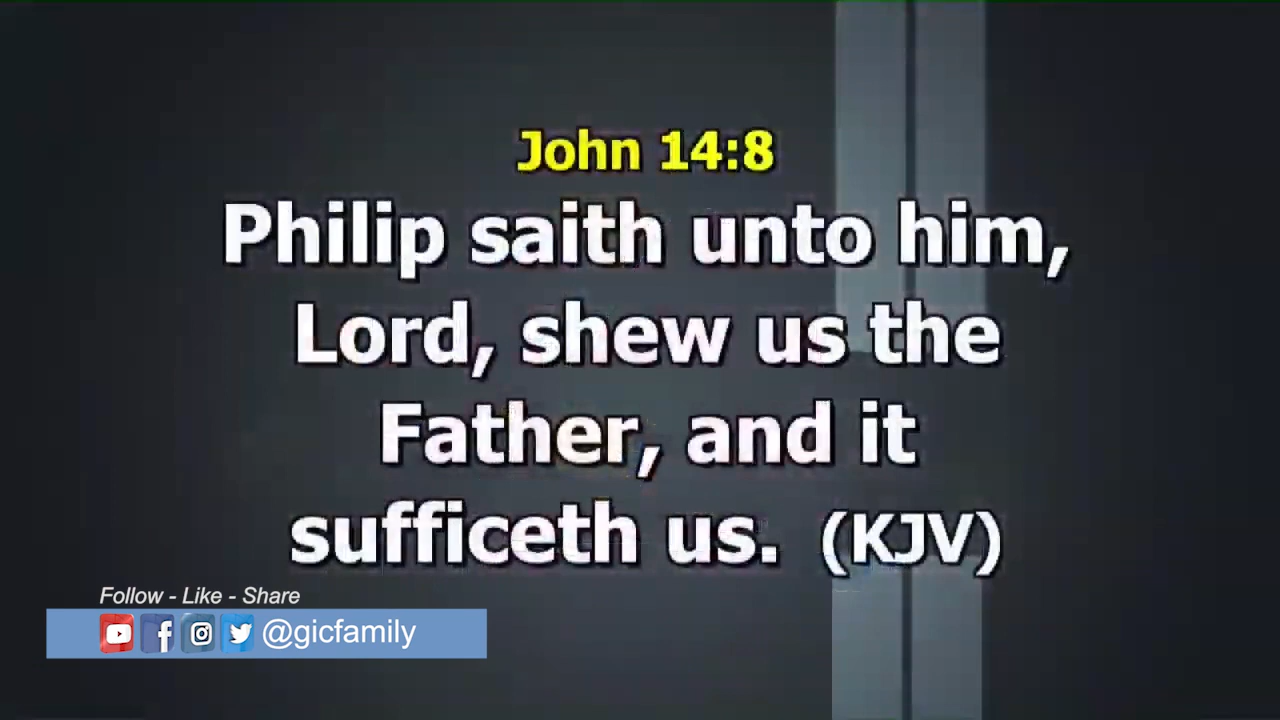 John 14:8
Philip saith unto him,
Lord, shew us the
Father, and it
sufficeth us. (KJV)
Follow - Like - Share
@gicfamily